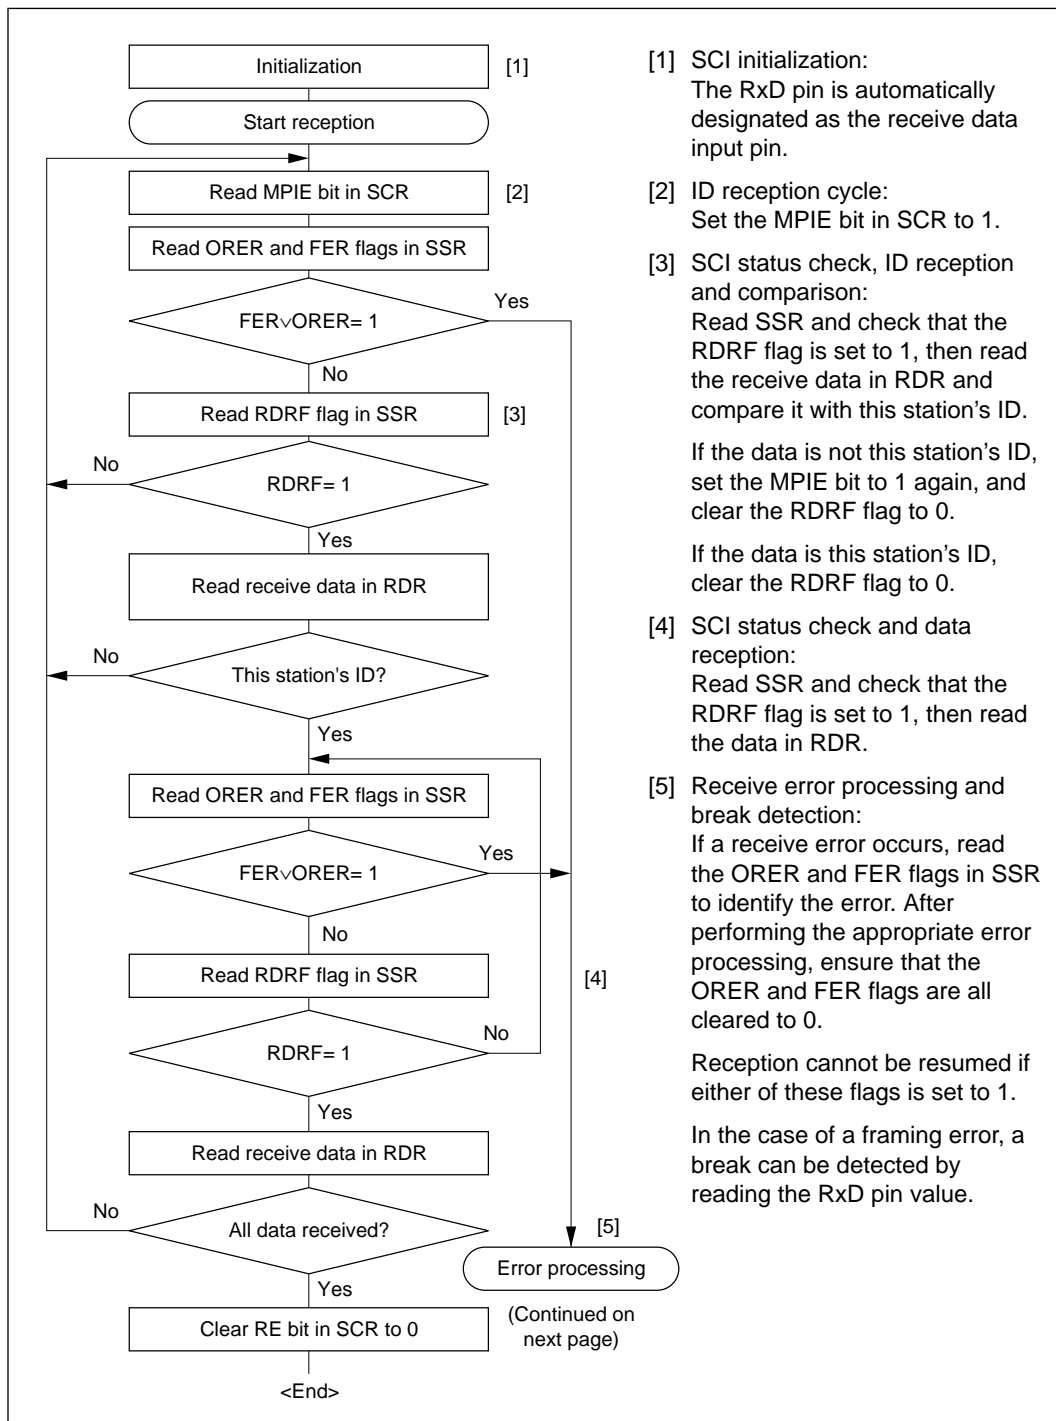 Initialization
[1]
Start reception
Read MPIE bit in SCR
[2]
Read ORER and FER flags in SSR
FER∨ORER= 1
Yes
No
Read RDRF flag in SSR
[3]
No
RDRF= 1
Yes
Read receive data in RDR
No
This station's ID?
Yes
Read ORER and FER flags in SSR
FER∨ORER= 1
Yes
No
Read RDRF flag in SSR
[4]
No
RDRF= 1
Yes
Read receive data in RDR
No
All data received?
[5]
Error processing
Yes
(Continued on
next page)
Clear RE bit in SCR to 0
<End>
[1] SCI initialization:
The RxD pin is automatically
designated as the receive data
input pin.
[2] ID reception cycle:
Set the MPIE bit in SCR to 1.
[3] SCI status check, ID reception
and comparison:
Read SSR and check that the
RDRF flag is set to 1, then read
the receive data in RDR and
compare it with this station's ID.
If the data is not this station's ID,
set the MPIE bit to 1 again, and
clear the RDRF flag to 0.
If the data is this station's ID,
clear the RDRF flag to 0.
[4] SCI status check and data
reception:
Read SSR and check that the
RDRF flag is set to 1, then read
the data in RDR.
[5] Receive error processing and
break detection:
If a receive error occurs, read
the ORER and FER flags in SSR
to identify the error. After
performing the appropriate error
processing, ensure that the
ORER and FER flags are all
cleared to 0.
Reception cannot be resumed if
either of these flags is set to 1.
In the case of a framing error, a
break can be detected by
reading the RxD pin value.